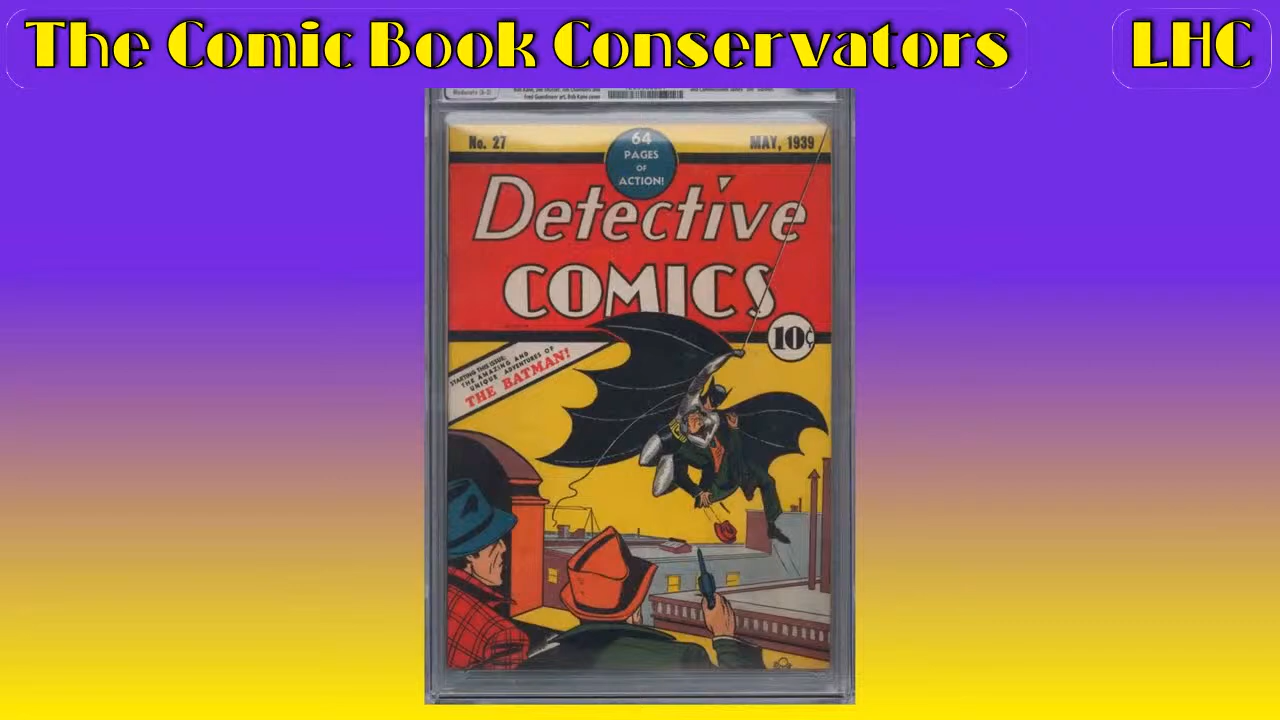 The Comic Book Conservators
LHC
No. 27
64
PAGES
OF
ACTION!
MAY, 1939
Detective
COMICS
10¢
STARTING THIS ISSUE:
THE AMAZING AND
UNIQUE ADVENTURES OF
THE BATMAN!